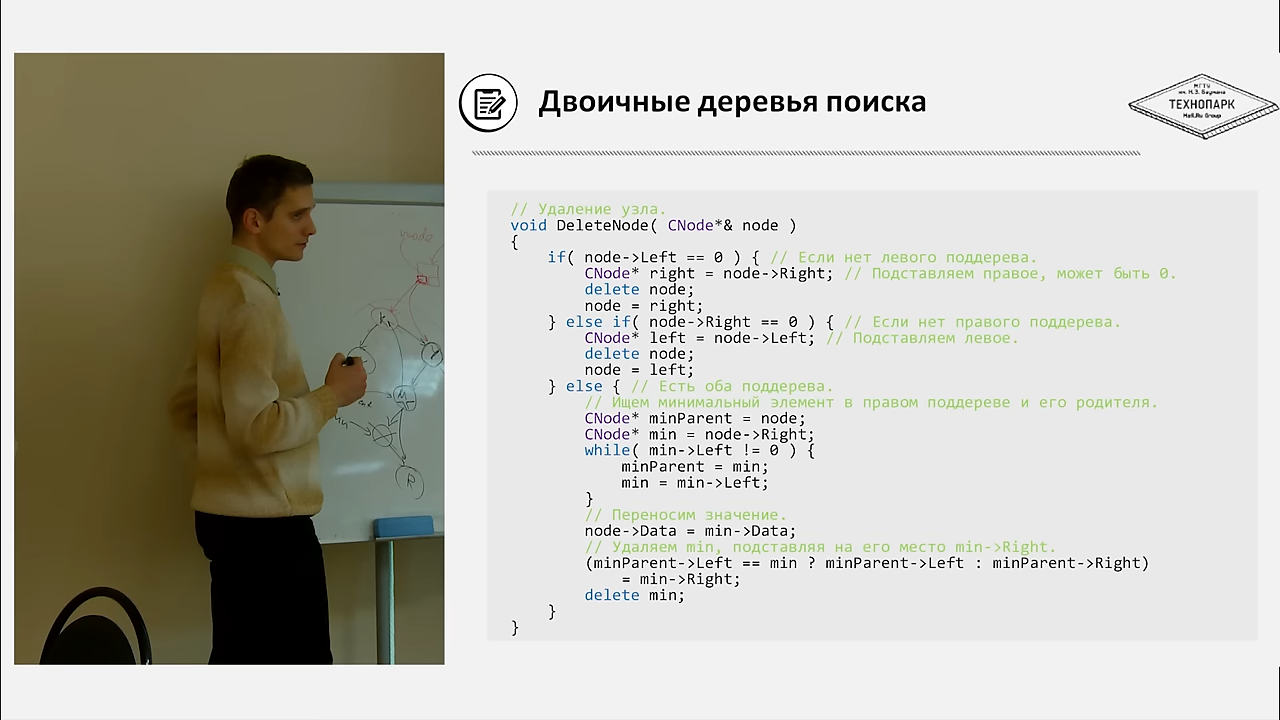 Двоичные деревья поиска
МГТУ
им. Н.Э. Баумана
ТЕХНОПАРК
Mail.Ru Group
// Удаление узла.
void DeleteNode( CNode*& node )
{
if( node->Left == 0 ) { // Если нет левого поддерева.
CNode* right = node->Right; // Подставляем правое, может быть 0.
delete node;
node = right;
} else if( node->Right == 0 ) { // Если нет правого поддерева.
CNode* left = node->Left; // Подставляем левое.
delete node;
node = left;
} else { // Есть оба поддерева.
// Ищем минимальный элемент в правом поддереве и его родителя.
CNode* minParent = node;
CNode* min = node->Right;
while( min->Left != 0 ) {
minParent = min;
min = min->Left;
}
// Переносим значение.
node->Data = min->Data;
// Удаляем min, подставляя на его место min->Right.
(minParent->Left == min ? minParent->Left : minParent->Right)
= min->Right;
delete min;
}
}